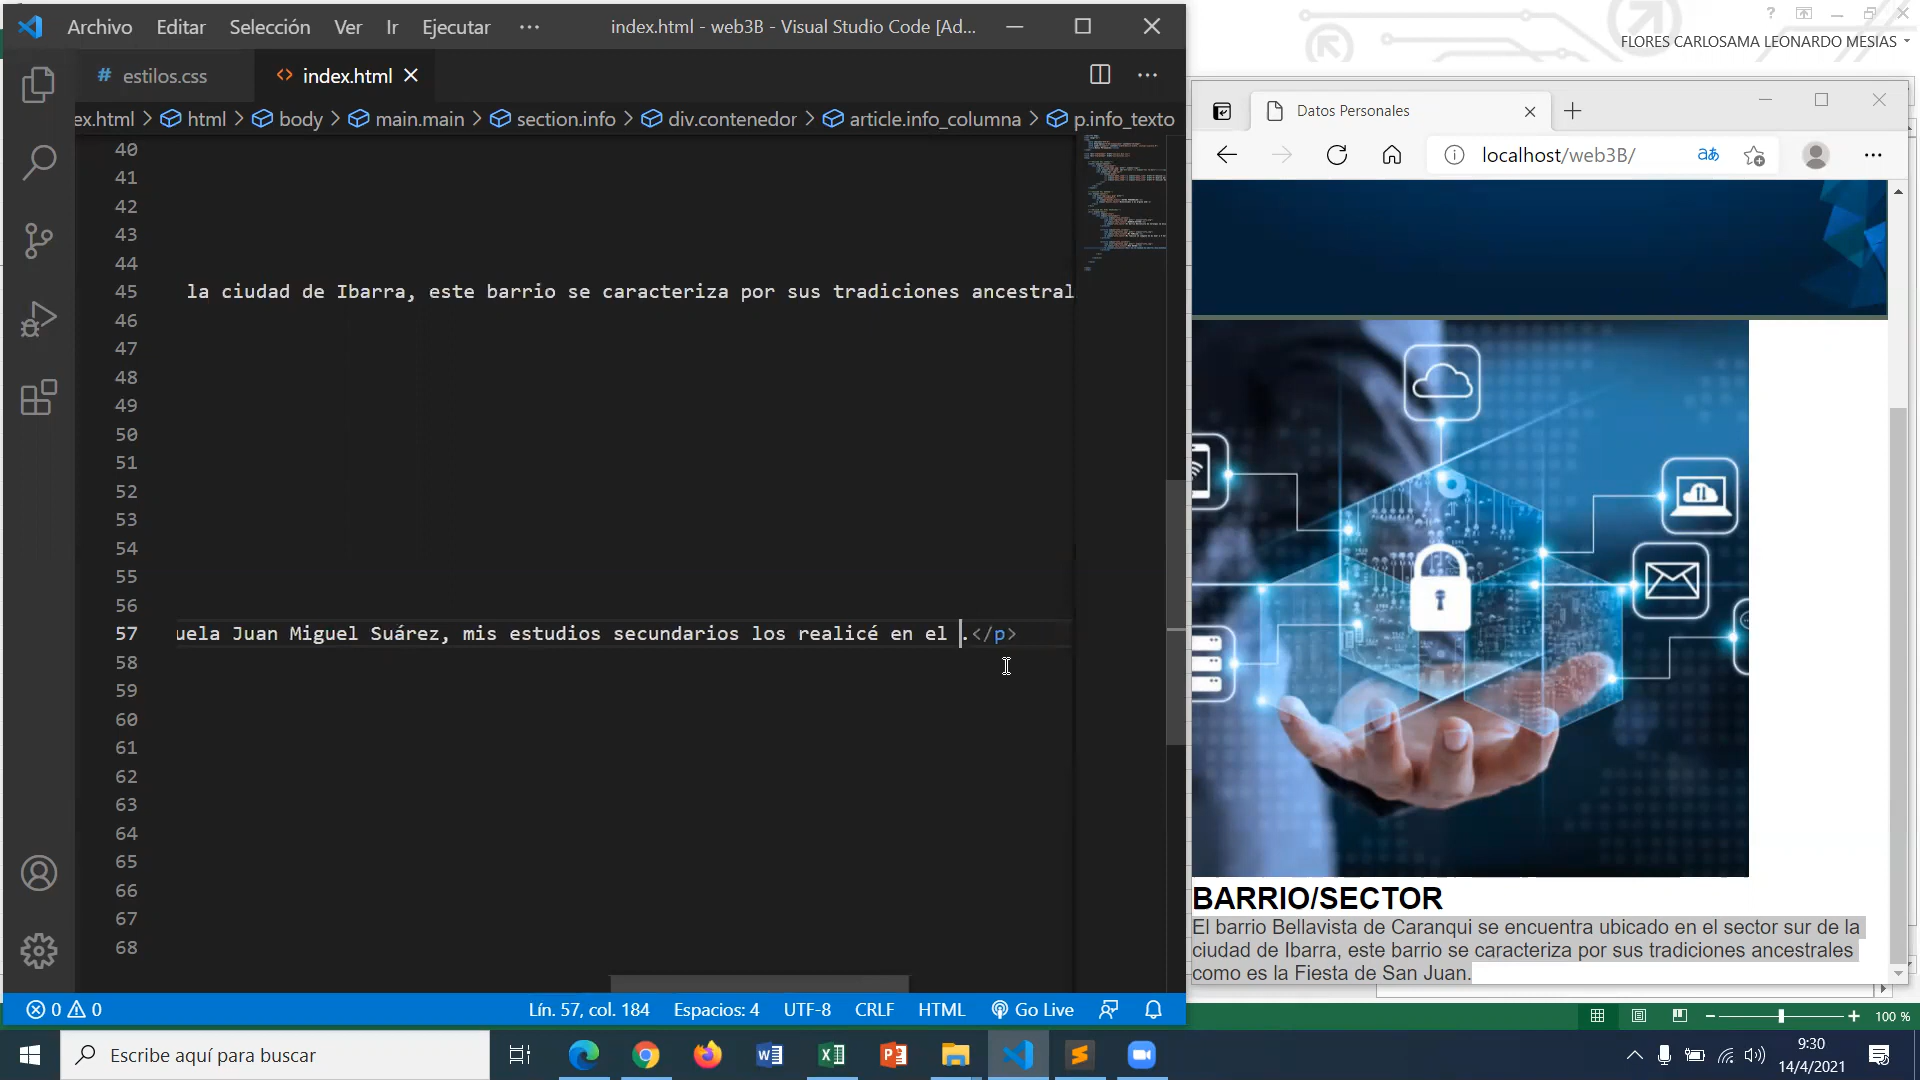 Archivo Editar Selección Ver Ir Ejecutar ··· index.html - web3B - Visual Studio Code [Ad...
# estilos.css <> index.html
ex.html > html > body > main.main > section.info > div.contenedor > article.info_columna > p.info_texto
40
41
42
43
44
45 la ciudad de Ibarra, este barrio se caracteriza por sus tradiciones ancestral
46
47
48
49
50
51
52
53
54
55
56
57 uela Juan Miguel Suárez, mis estudios secundarios los realicé en el .</p>
58
59
60
61
62
63
64
65
66
67
68
0 0 Lín. 57, col. 184 Espacios: 4 UTF-8 CRLF HTML Go Live
FLORES CARLOSAMA LEONARDO MESIAS
Datos Personales
localhost/web3B/ aあ
BARRIO/SECTOR
El barrio Bellavista de Caranqui se encuentra ubicado en el sector sur de la
ciudad de Ibarra, este barrio se caracteriza por sus tradiciones ancestrales
como es la Fiesta de San Juan.
100 %
Escribe aquí para buscar
9:30
14/4/2021